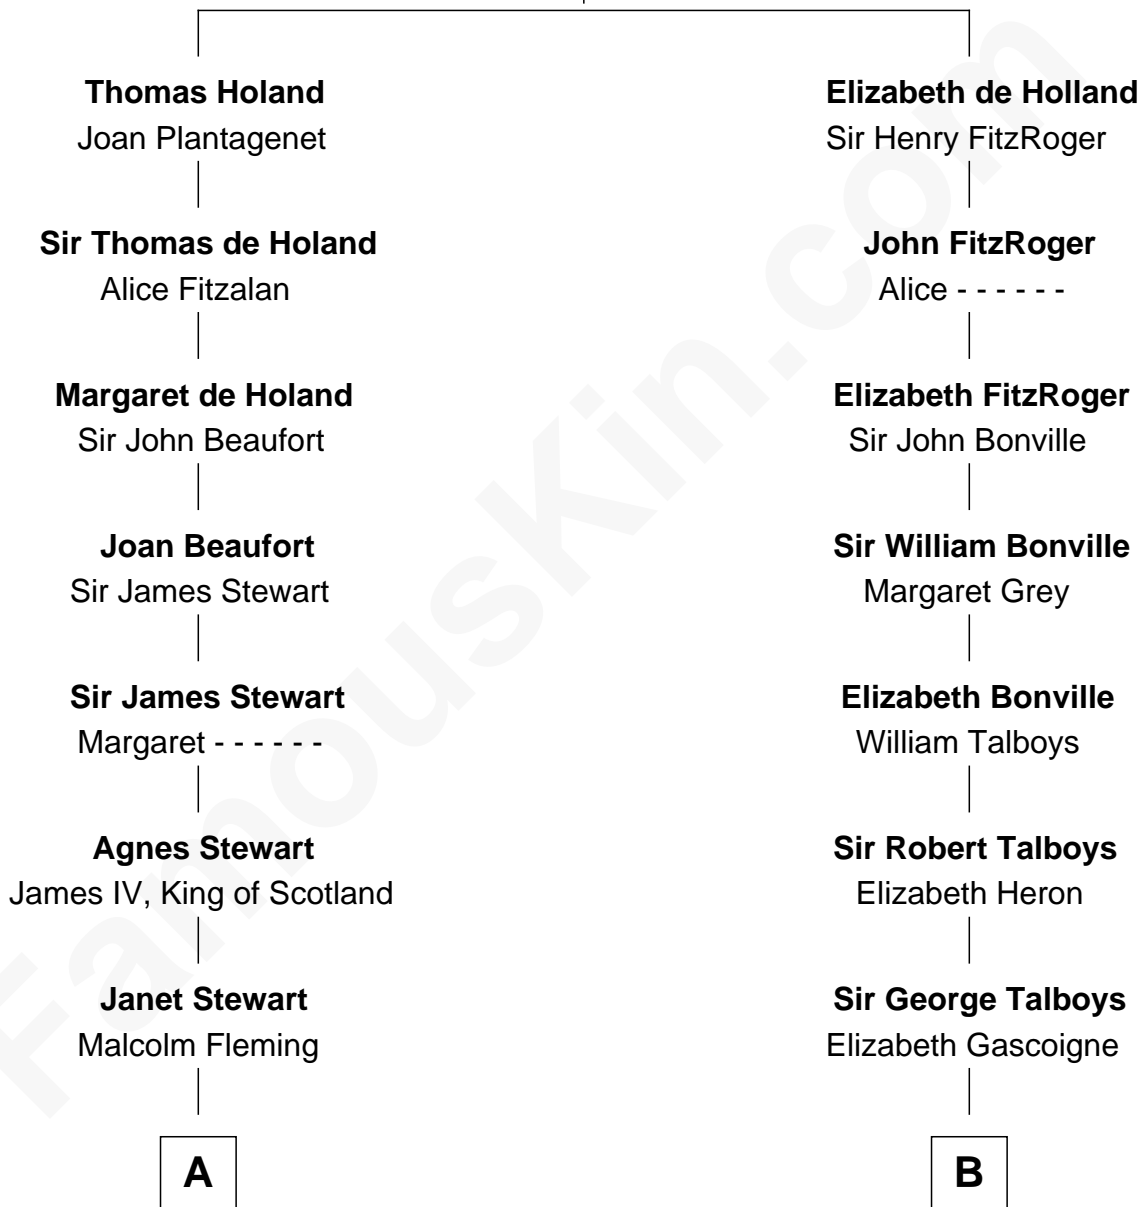 Thomas Holand
Joan Plantagenet
Sir Thomas de Holand
Alice Fitzalan
Margaret de Holand
Sir John Beaufort
Joan Beaufort
Sir James Stewart
Sir James Stewart
Margaret - - - - - -
Agnes Stewart
James IV, King of Scotland
Janet Stewart
Malcolm Fleming
A
Elizabeth de Holland
Sir Henry FitzRoger
John FitzRoger
Alice - - - - - -
Elizabeth FitzRoger
Sir John Bonville
Sir William Bonville
Margaret Grey
Elizabeth Bonville
William Talboys
Sir Robert Talboys
Elizabeth Heron
Sir George Talboys
Elizabeth Gascoigne
B
FamousKin.com